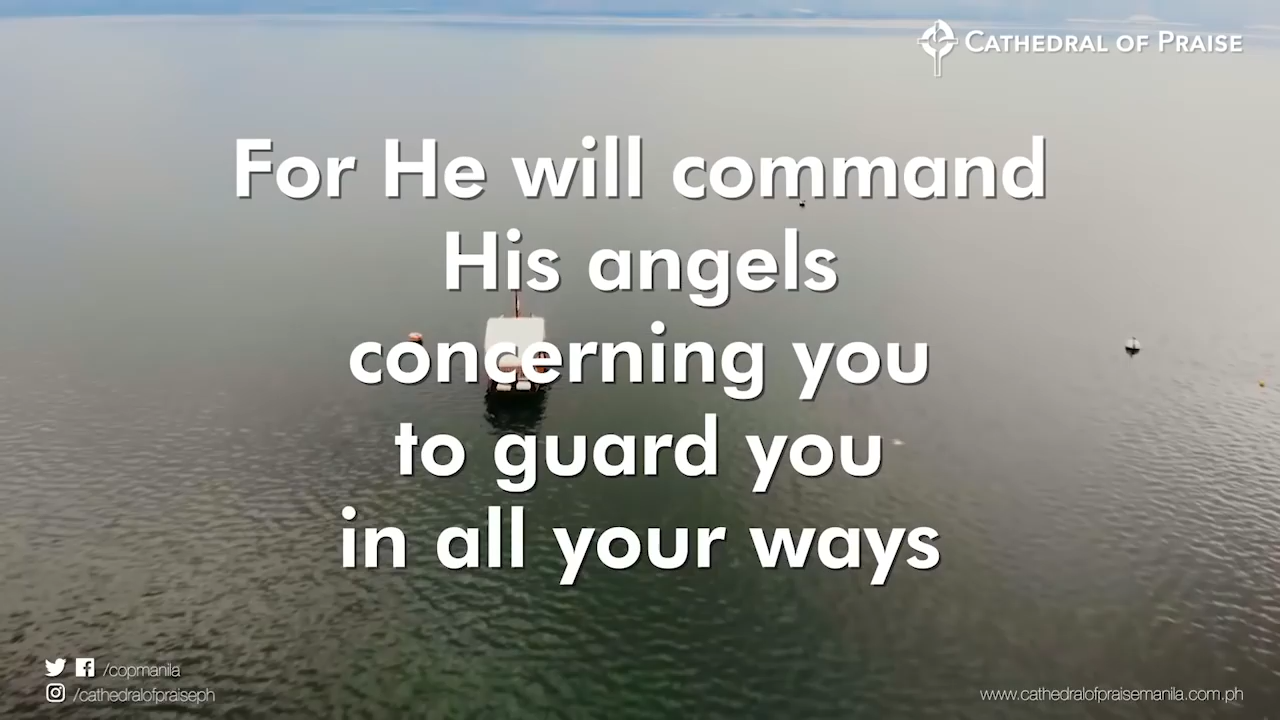 CATHEDRAL OF PRAISE
For He will command
His angels
concerning you
to guard you
in all your ways
/copmanila
/cathedralofpraiseph
www.cathedralofpraisemanila.com.ph